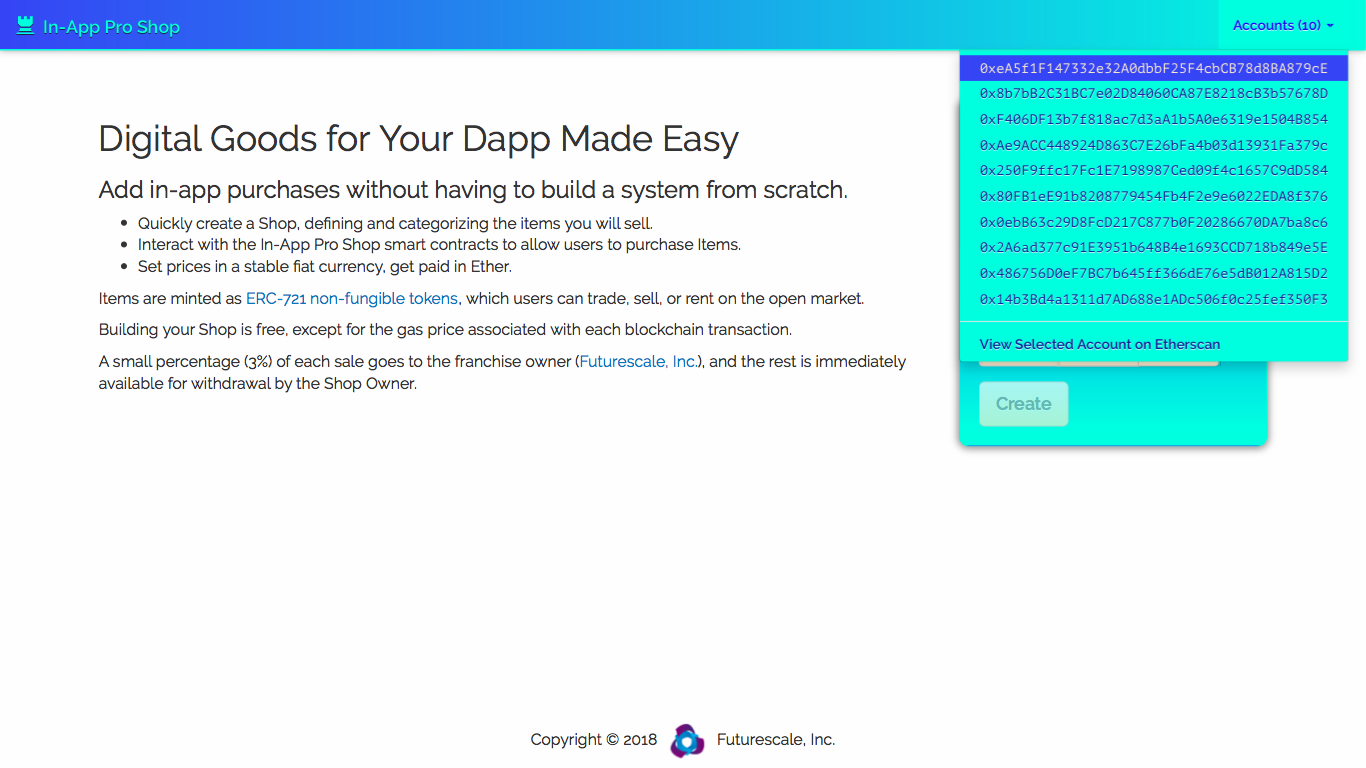 In-App Pro Shop
Accounts (10)
0xeA5f1F147332e32A0dbbF25F4cbCB78d8BA879cE
0x8b7bB2C31BC7e02D84060CA87E8218cB3b57678D
0xF406DF13b7f818ac7d3aA1b5A0e6319e1504B854
0xAe9ACC448924D863C7E26bFa4b03d13931Fa379c
0x250F9ffc17Fc1E7198987Ced09f4c1657C9dD584
0x80FB1eE91b8208779454Fb4F2e9e6022EDA8f376
0x0ebB63c29D8FcD217C877b0F20286670DA7ba8c6
0x2A6ad377c91E3951b648B4e1693CCD718b849e5E
0x486756D0eF7BC7b645ff366dE76e5dB012A815D2
0x14b3Bd4a1311d7AD688e1ADc506f0c25fef350F3
View Selected Account on Etherscan
Digital Goods for Your Dapp Made Easy
Add in-app purchases without having to build a system from scratch.
Quickly create a Shop, defining and categorizing the items you will sell.
Interact with the In-App Pro Shop smart contracts to allow users to purchase Items.
Set prices in a stable fiat currency, get paid in Ether.
Items are minted as ERC-721 non-fungible tokens, which users can trade, sell, or rent on the open market.
Building your Shop is free, except for the gas price associated with each blockchain transaction.
A small percentage (3%) of each sale goes to the franchise owner (Futurescale, Inc.), and the rest is immediately
available for withdrawal by the Shop Owner.
Create
Copyright © 2018 Futurescale, Inc.